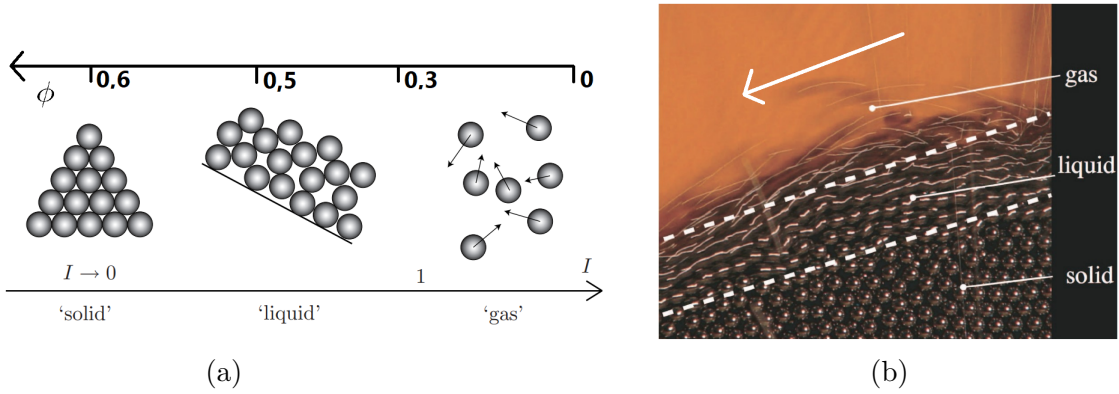 ϕ 0,6 0,5 0,3 0
I → 0 1 I
‘solid’ ‘liquid’ ‘gas’
(a)
gas
liquid
solid
(b)